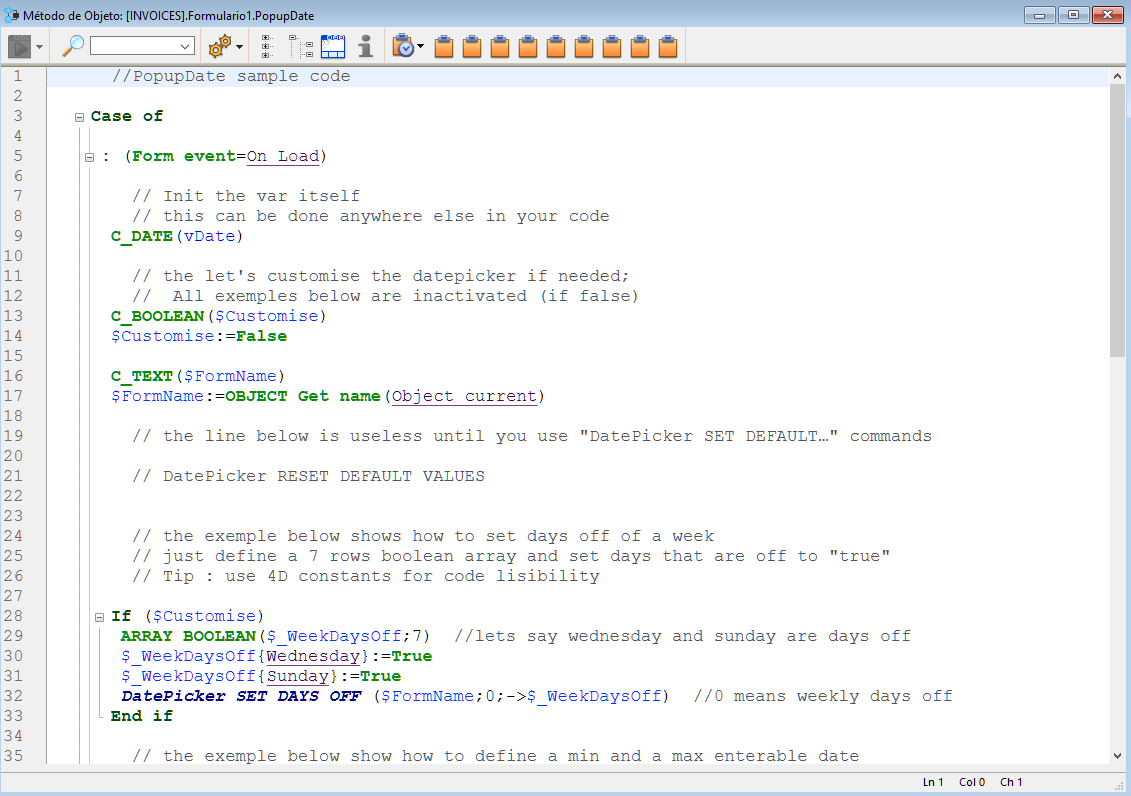 Método de Objeto: [INVOICES].Formulario1.PopupDate
1 //PopupDate sample code
2
3 Case of
4
5 : (Form event=On Load)
6
7 // Init the var itself
8 // this can be done anywhere else in your code
9 C_DATE(vDate)
10
11 // the let's customise the datepicker if needed;
12 //  All exemples below are inactivated (if false)
13 C_BOOLEAN($Customise)
14 $Customise:=False
15
16 C_TEXT($FormName)
17 $FormName:=OBJECT Get name(Object current)
18
19 // the line below is useless until you use "DatePicker SET DEFAULT…" commands
20
21 // DatePicker RESET DEFAULT VALUES
22
23
24 // the exemple below shows how to set days off of a week
25 // just define a 7 rows boolean array and set days that are off to "true"
26 // Tip : use 4D constants for code lisibility
27
28 If ($Customise)
29 ARRAY BOOLEAN($_WeekDaysOff;7)  //lets say wednesday and sunday are days off
30 $_WeekDaysOff{Wednesday}:=True
31 $_WeekDaysOff{Sunday}:=True
32 DatePicker SET DAYS OFF ($FormName;0;->$_WeekDaysOff)  //0 means weekly days off
33 End if
34
35 // the exemple below show how to define a min and a max enterable date
Ln 1 Col 0 Ch 1